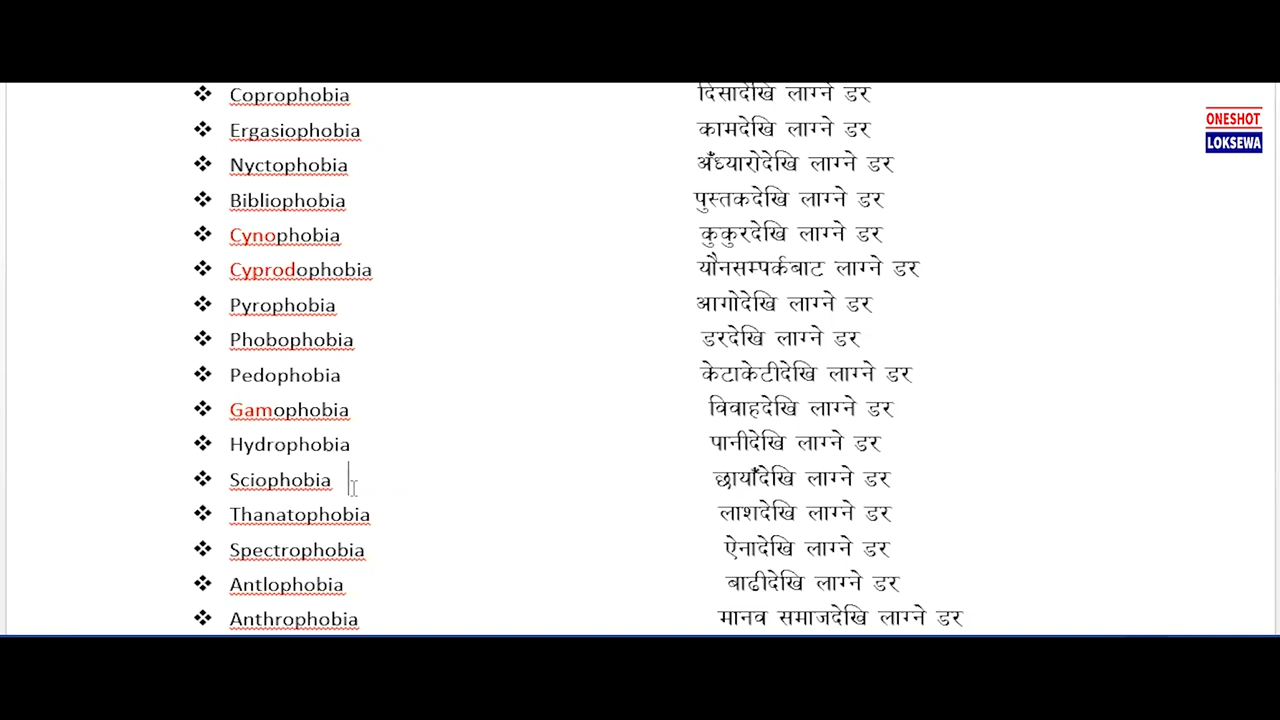 ❖ Coprophobia दिसादेखि लाग्ने डर
❖ Ergasiophobia कामदेखि लाग्ने डर
ONESHOT
LOKSEWA
❖ Nyctophobia अँध्यारोदेखि लाग्ने डर
❖ Bibliophobia पुस्तकदेखि लाग्ने डर
❖ Cynophobia कुकुरदेखि लाग्ने डर
❖ Cyprodophobia यौनसम्पर्कबाट लाग्ने डर
❖ Pyrophobia आगोदेखि लाग्ने डर
❖ Phobophobia डरदेखि लाग्ने डर
❖ Pedophobia केटाकेटीदेखि लाग्ने डर
❖ Gamophobia विवाहदेखि लाग्ने डर
❖ Hydrophobia पानीदेखि लाग्ने डर
❖ Sciophobia छायाँदेखि लाग्ने डर
❖ Thanatophobia लाशदेखि लाग्ने डर
❖ Spectrophobia ऐनादेखि लाग्ने डर
❖ Antlophobia बाढीदेखि लाग्ने डर
❖ Anthrophobia मानव समाजदेखि लाग्ने डर